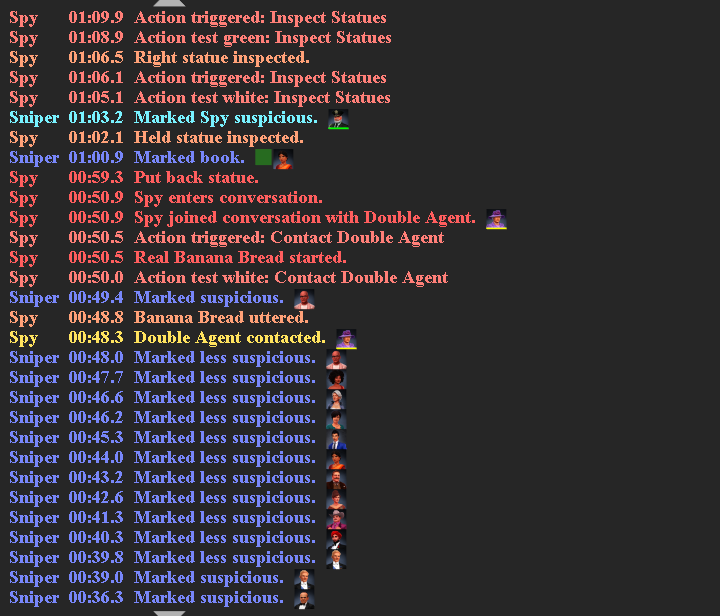 Spy 01:09.9 Action triggered: Inspect Statues
Spy 01:08.9 Action test green: Inspect Statues
Spy 01:06.5 Right statue inspected.
Spy 01:06.1 Action triggered: Inspect Statues
Spy 01:05.1 Action test white: Inspect Statues
Sniper 01:03.2 Marked Spy suspicious.
Spy 01:02.1 Held statue inspected.
Sniper 01:00.9 Marked book.
Spy 00:59.3 Put back statue.
Spy 00:50.9 Spy enters conversation.
Spy 00:50.9 Spy joined conversation with Double Agent.
Spy 00:50.5 Action triggered: Contact Double Agent
Spy 00:50.5 Real Banana Bread started.
Spy 00:50.0 Action test white: Contact Double Agent
Sniper 00:49.4 Marked suspicious.
Spy 00:48.8 Banana Bread uttered.
Spy 00:48.3 Double Agent contacted.
Sniper 00:48.0 Marked less suspicious.
Sniper 00:47.7 Marked less suspicious.
Sniper 00:46.6 Marked less suspicious.
Sniper 00:46.2 Marked less suspicious.
Sniper 00:45.3 Marked less suspicious.
Sniper 00:44.0 Marked less suspicious.
Sniper 00:43.2 Marked less suspicious.
Sniper 00:42.6 Marked less suspicious.
Sniper 00:41.3 Marked less suspicious.
Sniper 00:40.3 Marked less suspicious.
Sniper 00:39.8 Marked less suspicious.
Sniper 00:39.0 Marked suspicious.
Sniper 00:36.3 Marked suspicious.